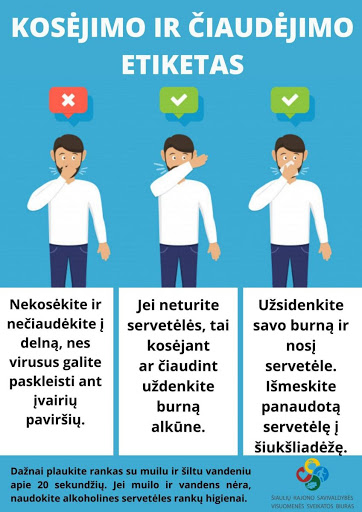 KOSĖJIMO IR ČIAUDĖJIMO
ETIKETAS
Nekosėkite ir
nečiaudėkite į
delną, nes
virusus galite
paskleisti ant
įvairių
paviršių.
Jei neturite
servetėlės, tai
kosėjant
ar čiaudint
uždenkite
burną
alkūne.
Užsidenkite
savo burną ir
nosį
servetėle.
Išmeskite
panaudotą
servetėlę į
šiukšliadėžę.
Dažnai plaukite rankas su muilu ir šiltu vandeniu
apie 20 sekundžių. Jei muilo ir vandens nėra,
naudokite alkoholines servetėles rankų higienai.
ŠIAULIŲ RAJONO SAVIVALDYBĖS
VISUOMENĖS SVEIKATOS BIURAS